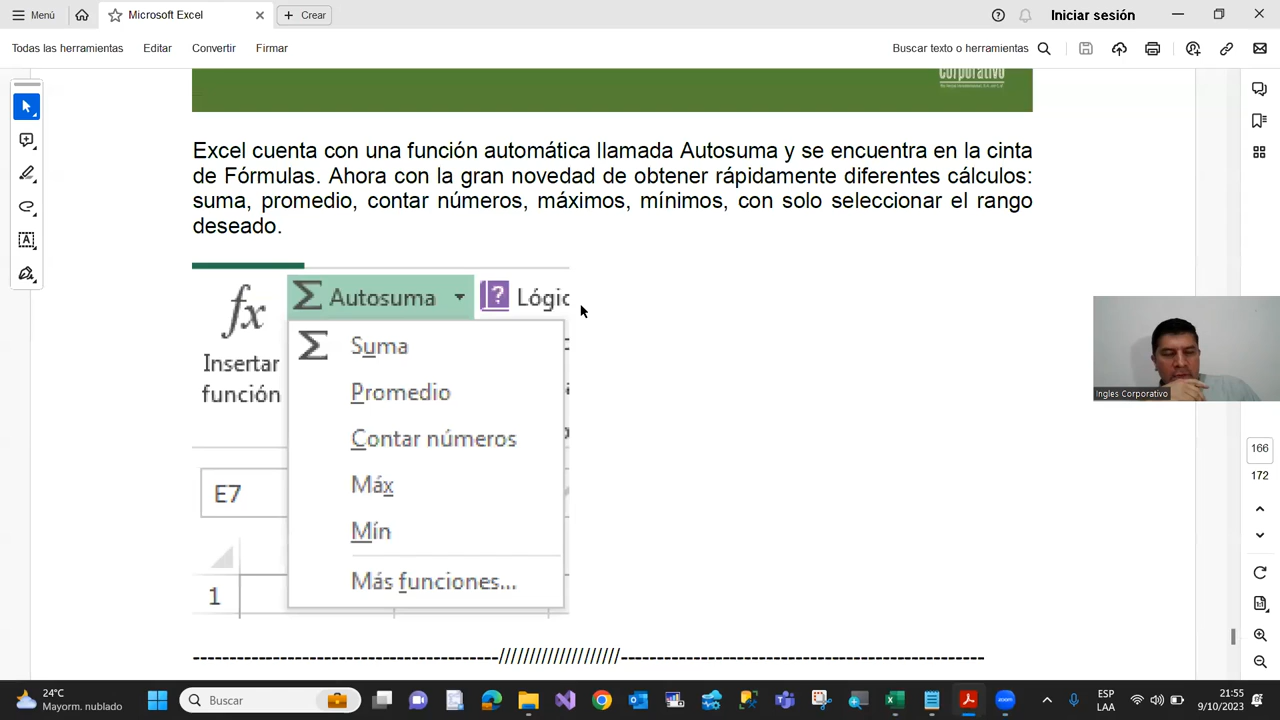 Menú
Microsoft Excel
Crear
Iniciar sesión
Todas las herramientas
Editar
Convertir
Firmar
Buscar texto o herramientas
Corporativo
Excel cuenta con una función automática llamada Autosuma y se encuentra en la cinta
de Fórmulas. Ahora con la gran novedad de obtener rápidamente diferentes cálculos:
suma, promedio, contar números, máximos, mínimos, con solo seleccionar el rango
deseado.
fx
Insertar
función
Σ Autosuma
? Lógic
Σ Suma
Promedio
Contar números
Máx
Mín
Más funciones...
E7
1
-----------------------------------------////////////////////-------------------------------------------------
Ingles Corporativo
166
172
24°C
Mayorm. nublado
Buscar
ESP
LAA
21:55
9/10/2023